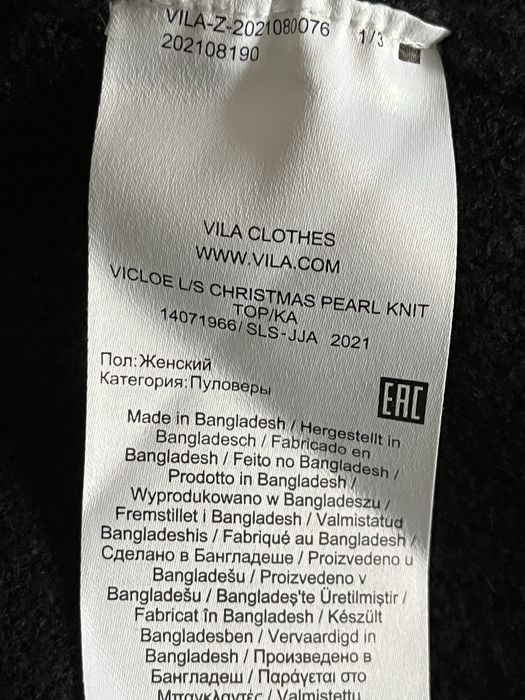 VILA-Z-2021080076 1/3
202108190
VILA CLOTHES
WWW.VILA.COM
VICLOE L/S CHRISTMAS PEARL KNIT
TOP/KA
14071966/SLS-JJA 2021
Пол:Женский
Категория:Пуловеры
EAC
Made in Bangladesh / Hergestellt in
Bangladesch / Fabricado en
Bangladesh / Feito no Bangladesh /
Prodotto in Bangladesh /
Wyprodukowano w Bangladeszu /
Fremstillet i Bangladesh / Valmistatud
Bangladeshis / Fabriqué au Bangladesh /
Сделано в Бангладеше / Proizvedeno u
Bangladešu / Proizvedeno v
Bangladešu / Bangladeş'te Üretilmiştir /
Fabricat în Bangladesh / Készült
Bangladesben / Vervaardigd in
Bangladesh / Произведено в
Бангладеш / Παράγεται στο
Μπαγκλαντές / Valmistettu